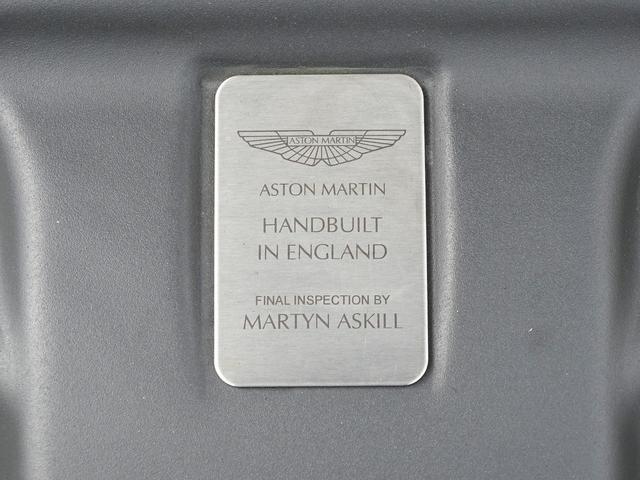 ASTON MARTIN
ASTON MARTIN
HANDBUILT
IN ENGLAND
FINAL INSPECTION BY
MARTYN ASKILL